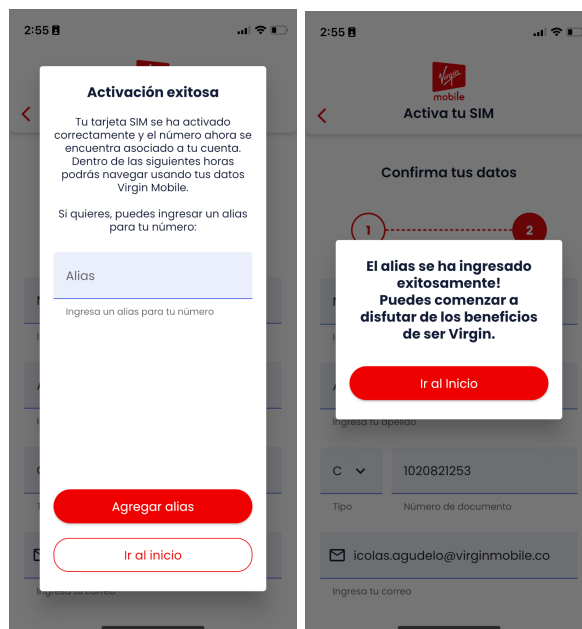 2:55
Activación exitosa
Tu tarjeta SIM se ha activado
correctamente y el número ahora se
encuentra asociado a tu cuenta.
Dentro de las siguientes horas
podrás navegar usando tus datos
Virgin Mobile.
Si quieres, puedes ingresar un alias
para tu número:
Alias
Ingresa un alias para tu número
Agregar alias
Ir al inicio
Ingresa tu correo
2:55
Virgin
mobile
Activa tu SIM
Confirma tus datos
1
2
El alias se ha ingresado
exitosamente!
Puedes comenzar a
disfutar de los beneficios
de ser Virgin.
Ir al Inicio
Ingresa tu apelido
C
1020821253
Tipo
Número de documento
icolas.agudelo@virginmobile.co
Ingresa tu correo